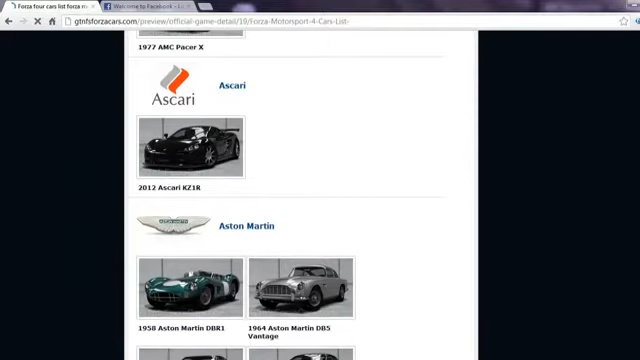 Forza four cars list forza m
Welcome to Facebook - L
gtnfsforzacars.com/preview/official-game-detail/19/Forza-Motorsport-4-Cars-List-
1977 AMC Pacer X
Ascari
Ascari
2012 Ascari KZ1R
Aston Martin
1958 Aston Martin DBR1
1964 Aston Martin DB5
Vantage